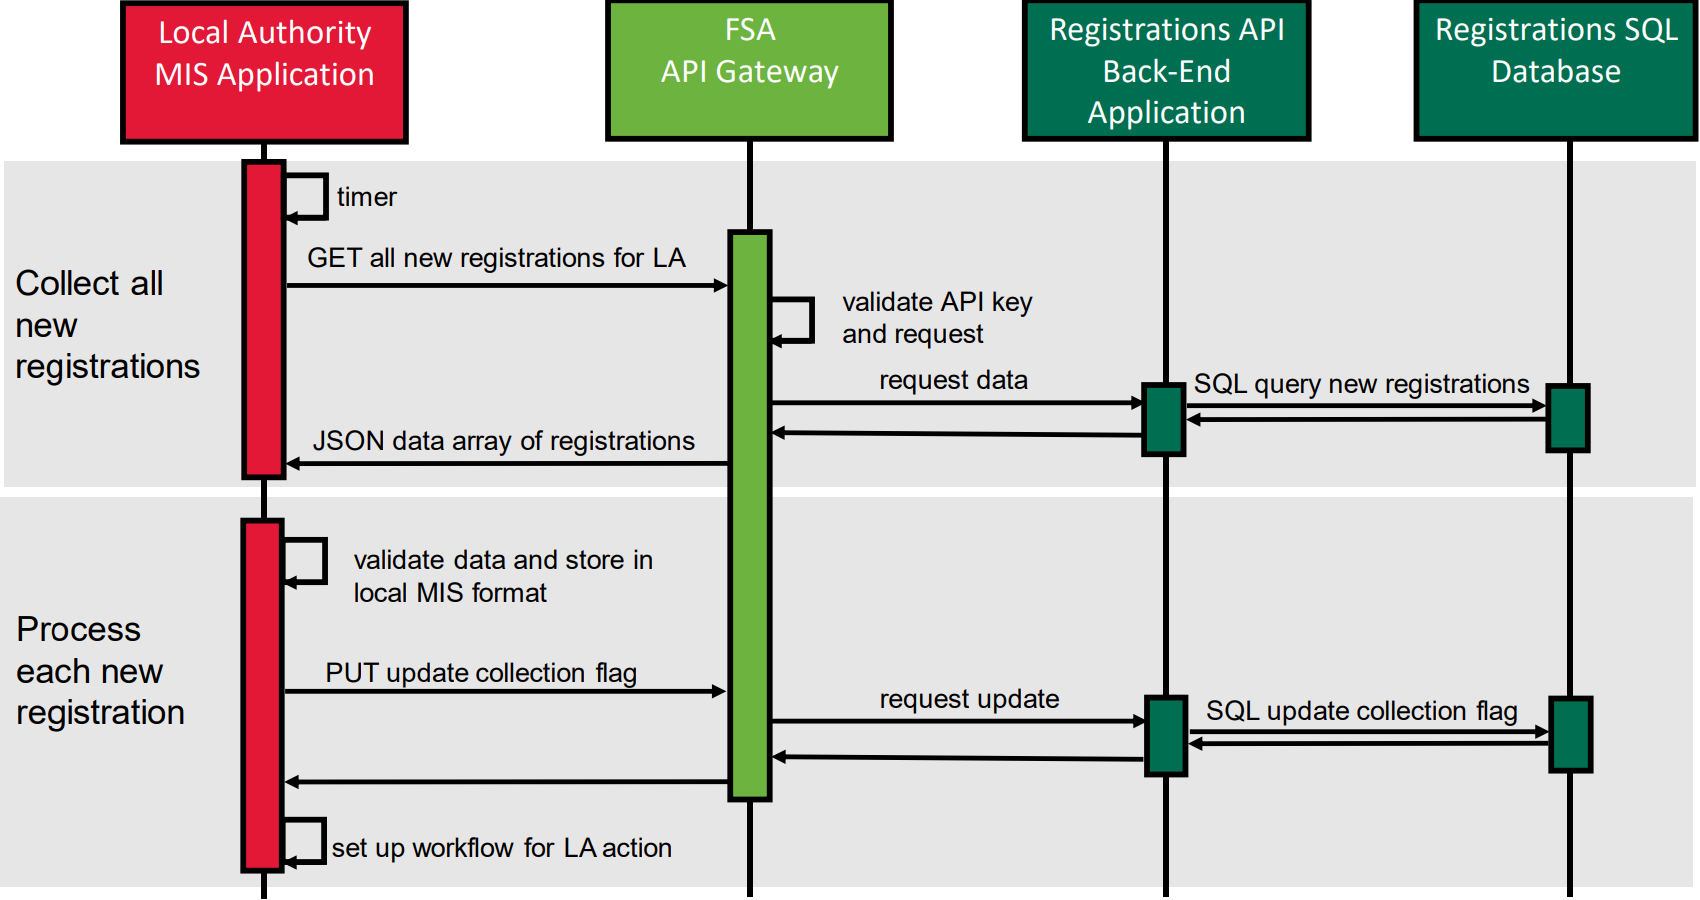 Local Authority
MIS Application
FSA
API Gateway
Registrations API
Back-End
Application
Registrations SQL
Database
Collect all
new
registrations
timer
GET all new registrations for LA
validate API key
and request
request data
SQL query new registrations
JSON data array of registrations
Process
each new
registration
validate data and store in
local MIS format
PUT update collection flag
request update
SQL update collection flag
set up workflow for LA action